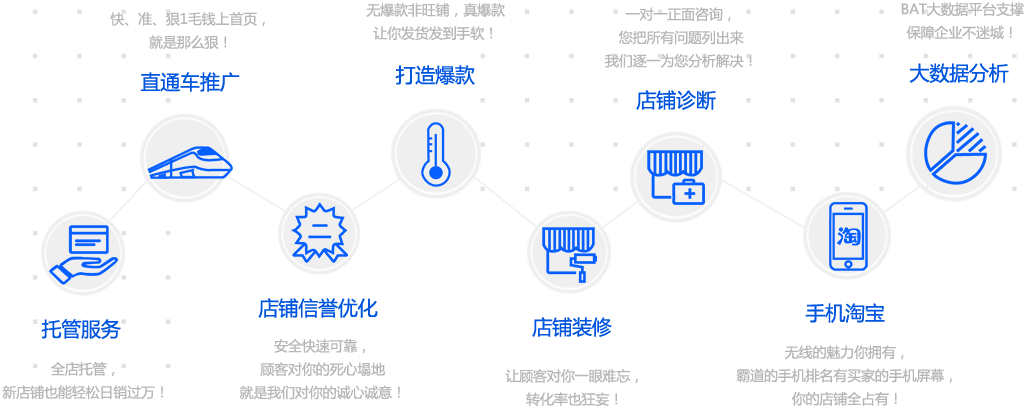 快、准、狠1毛钱上首页，
就是那么狠！
直通车推广
无爆款非旺铺，真爆款
让你发货发到手软！
打造爆款
一对一正面咨询，
您把所有问题列出来
我们逐一为您分析解决！
店铺诊断
BAT大数据平台支撑
保障企业不迷城！
大数据分析
托管服务
全店托管，
新店铺也能轻松日销过万！
店铺信誉优化
安全快速可靠，
顾客对你的死心塌地
就是我们对你的诚心诚意！
店铺装修
让顾客对你一眼难忘，
转化率也狂妄！
淘
手机淘宝
无线的魅力你拥有，
霸道的手机排名有买家的手机屏幕，
你的店铺全占有！